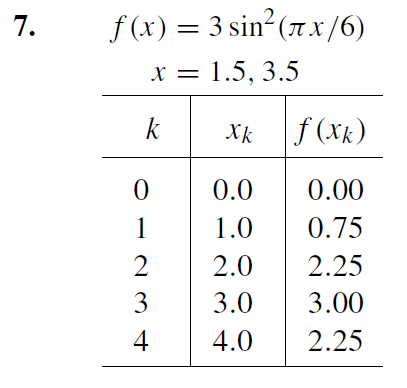 7. f(x) = 3 sin²(πx/6)
x = 1.5, 3.5
k xₖ f(xₖ)
0 0.0 0.00
1 1.0 0.75
2 2.0 2.25
3 3.0 3.00
4 4.0 2.25